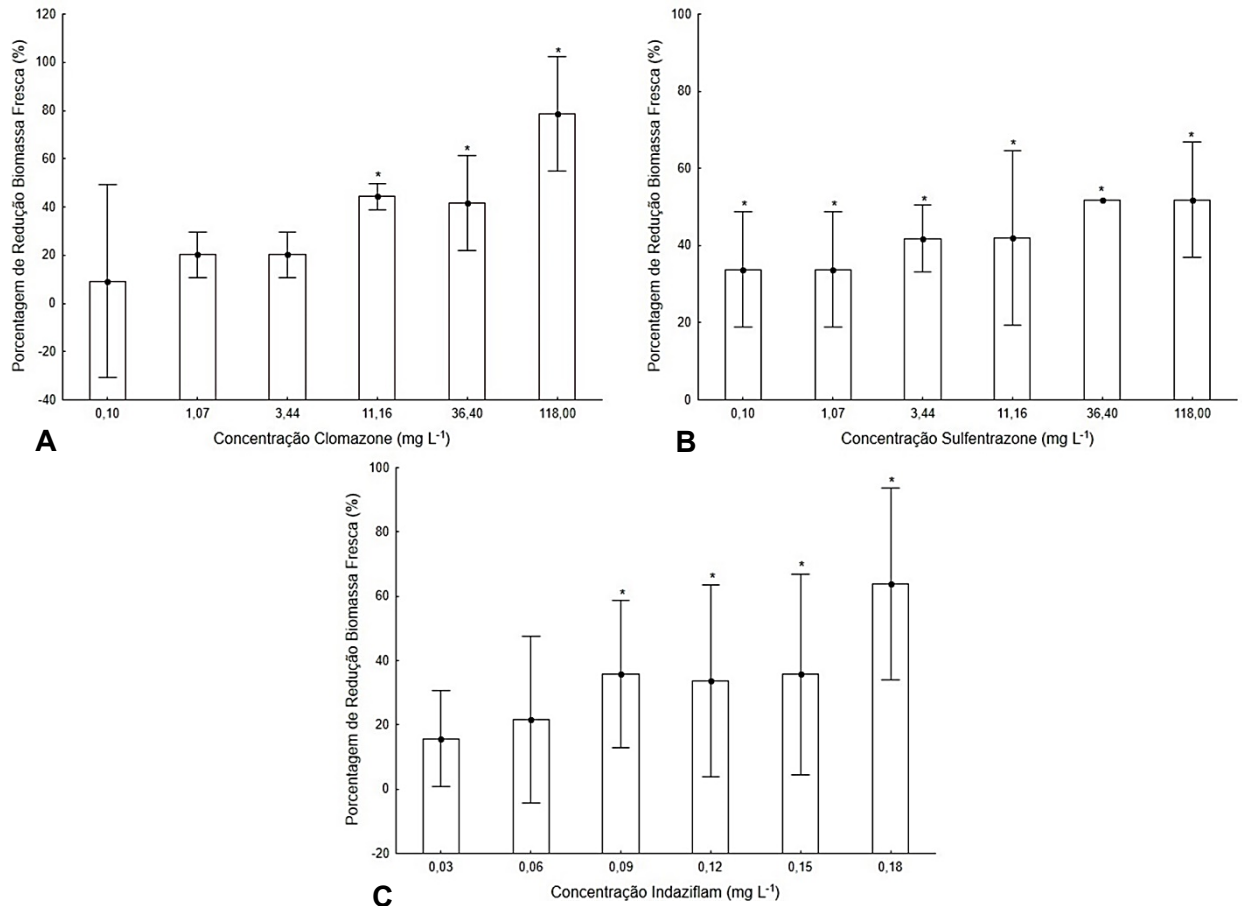 Porcentagem de Redução Biomassa Fresca (%)
120
100
80
60
40
20
0
-20
-40
*
*
*
0,10 1,07 3,44 11,16 36,40 118,00
Concentração Clomazone (mg L⁻¹)
A
Porcentagem de Redução Biomassa Fresca (%)
100
80
60
40
20
0
*
*
*
*
*
*
0,10 1,07 3,44 11,16 36,40 118,00
Concentração Sulfentrazone (mg L⁻¹)
B
Porcentagem de Redução Biomassa Fresca (%)
100
80
60
40
20
0
-20
*
*
*
*
0,03 0,06 0,09 0,12 0,15 0,18
Concentração Indaziflam (mg L⁻¹)
C